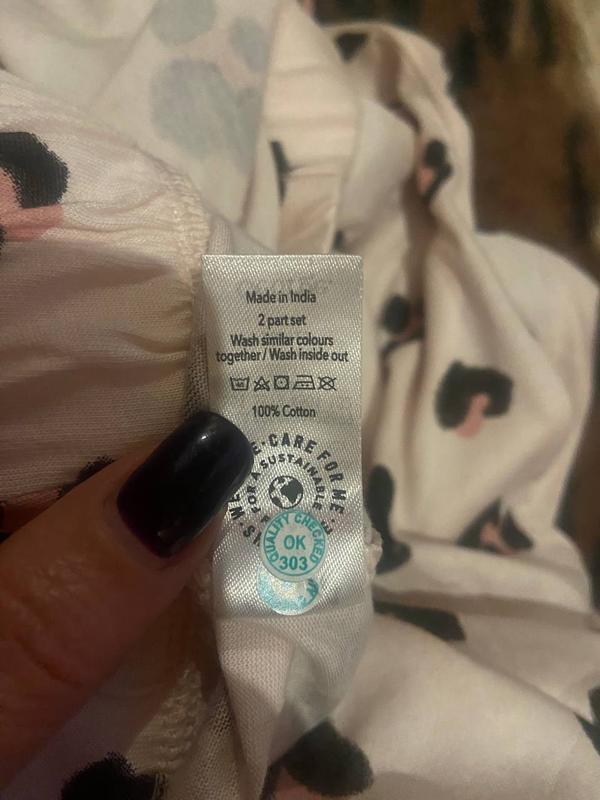 Made in India
2 part set
Wash similar colours
together / Wash inside out
100% Cotton
CARE FOR ME
FOR A SUSTAINABLE
QUALITY CHECKED
OK
303